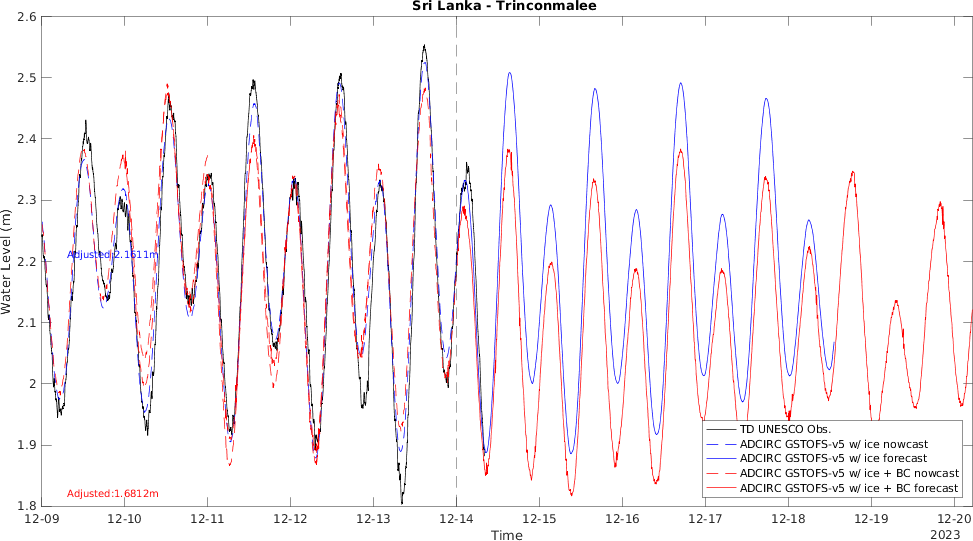 Sri Lanka - Trinconmalee
Water Level (m)
2.6
2.5
2.4
2.3
2.2
2.1
2
1.9
1.8
Adjusted:2.1611m
Adjusted:1.6812m
TD UNESCO Obs.
ADCIRC GSTOFS-v5 w/ ice nowcast
ADCIRC GSTOFS-v5 w/ ice forecast
ADCIRC GSTOFS-v5 w/ ice + BC nowcast
ADCIRC GSTOFS-v5 w/ ice + BC forecast
12-09 12-10 12-11 12-12 12-13 12-14 12-15 12-16 12-17 12-18 12-19 12-20
Time
2023